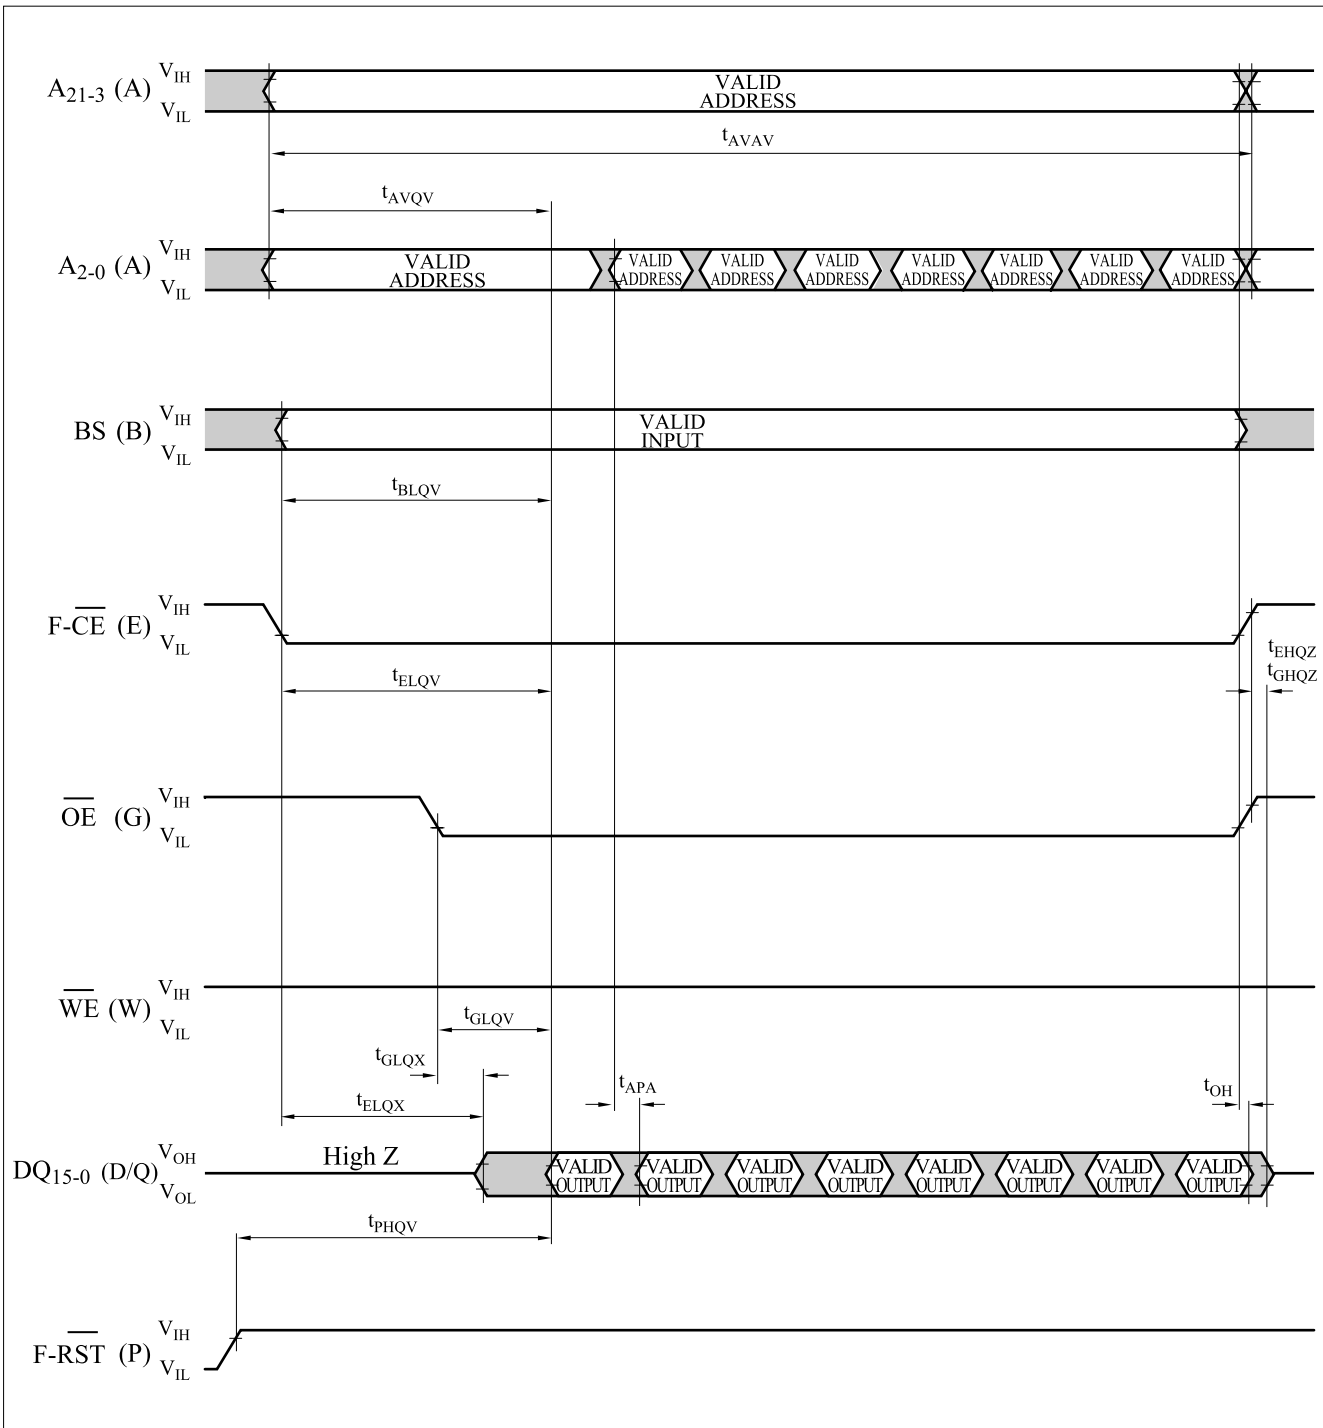 A21-3 (A) VIH VIL VALID ADDRESS
tAVAV
tAVQV
A2-0 (A) VIH VIL VALID ADDRESS VALID ADDRESS VALID ADDRESS VALID ADDRESS VALID ADDRESS VALID ADDRESS VALID ADDRESS VALID ADDRESS
BS (B) VIH VIL VALID INPUT
tBLQV
F-CE (E) VIH VIL
tEHQZ
tGHQZ
tELQV
OE (G) VIH VIL
WE (W) VIH VIL
tGLQV
tGLQX
tAPA
tOH
tELQX
DQ15-0 (D/Q) VOH VOL High Z VALID OUTPUT VALID OUTPUT VALID OUTPUT VALID OUTPUT VALID OUTPUT VALID OUTPUT VALID OUTPUT VALID OUTPUT
tPHQV
F-RST (P) VIH VIL